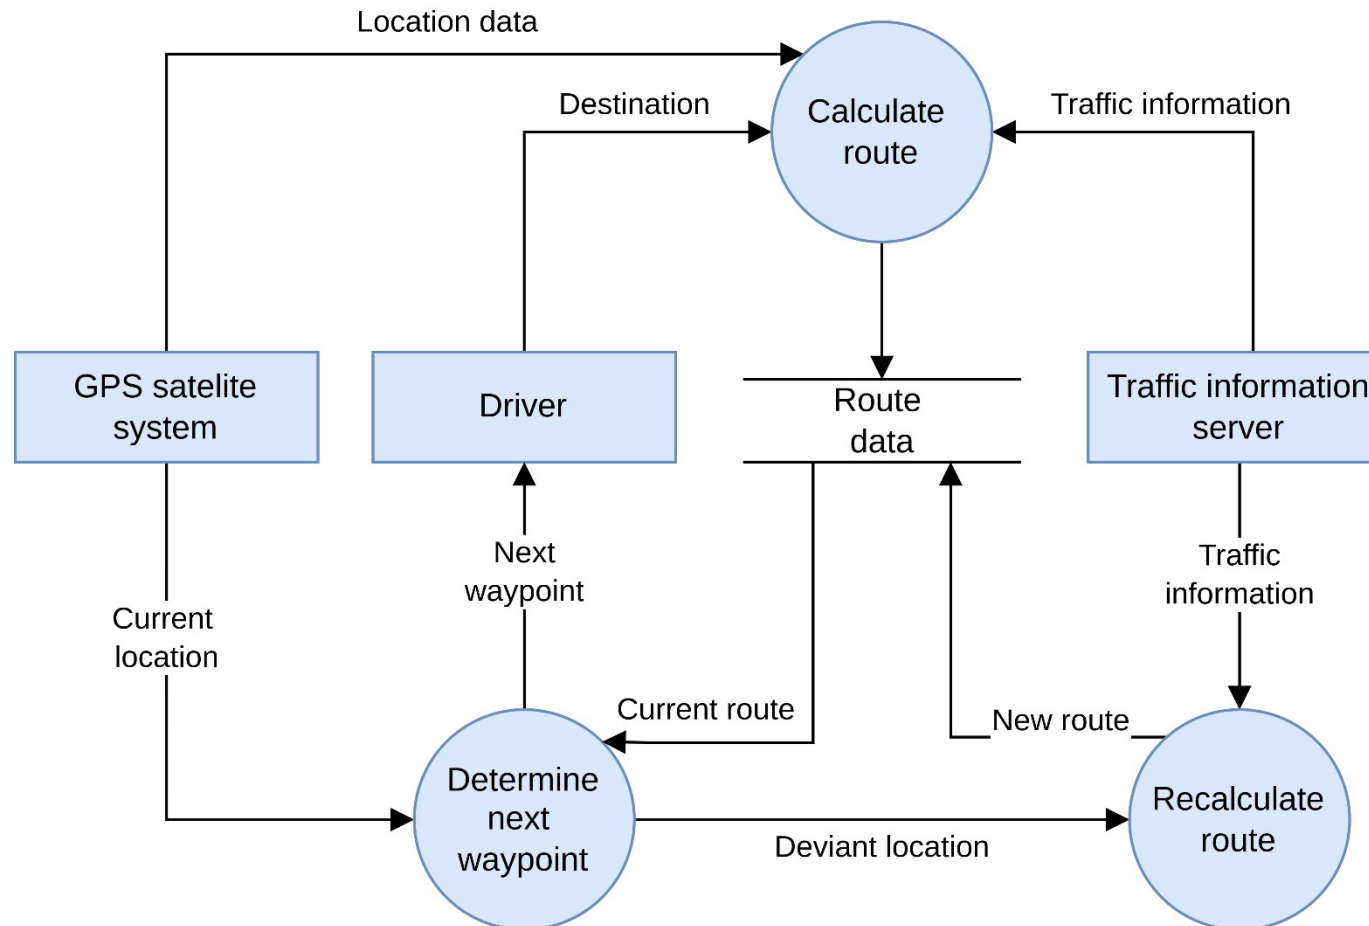 Location data
Destination
Calculate
route
Traffic information
GPS satelite
system
Driver
Route
data
Traffic information
server
Next
waypoint
Traffic
information
Current
location
Current route
New route
Determine
next
waypoint
Deviant location
Recalculate
route